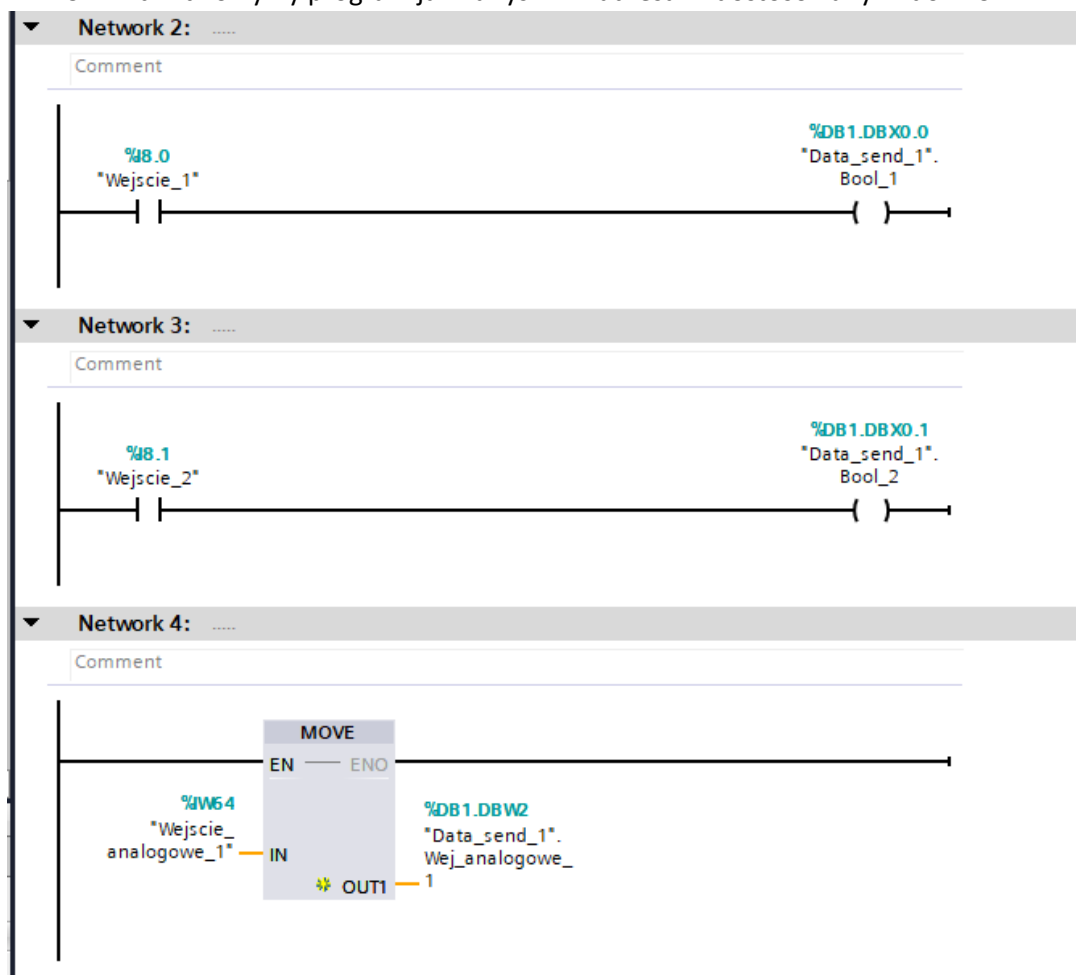 Network 2: .....
Comment
%DB1.DBX0.0
%I8.0
"Data_send_1".
"Wejscie_1"
Bool_1
Network 3: .....
Comment
%DB1.DBX0.1
%I8.1
"Data_send_1".
"Wejscie_2"
Bool_2
Network 4: .....
Comment
MOVE
EN ENO
%IW64
"Wejscie_
analogowe_1"
IN
%DB1.DBW2
"Data_send_1".
Wej_analogowe_
1
OUT1